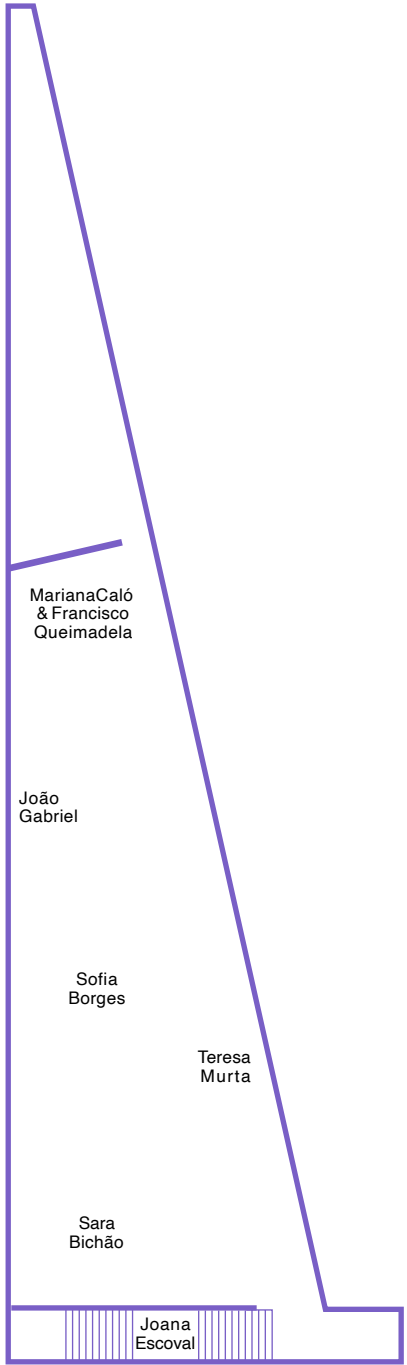 MarianaCaló
& Francisco
Queimadela
João
Gabriel
Sofia
Borges
Teresa
Murta
Sara
Bichão
Joana
Escoval